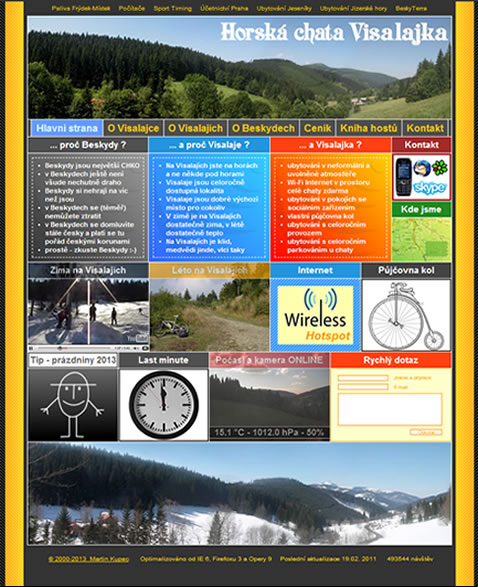 Paliva Frýdek-Místek Počítače Sport Timing Účetnictví Praha Ubytování Jeseníky Ubytování Jizerské hory BeskyTerra
Horská chata Visalajka
Hlavní strana O Visalajce O Visalajích O Beskydech Ceník Kniha hostů Kontakt
... proč Beskydy ?
Beskydy jsou největší CHKO
v Beskydech ještě není všude nechutně draho
Beskydy si nehrají na víc než jsou
v Beskydech se (téměř) nemůžete ztratit
v Beskydech se domluvíte stále česky a platí se tu pořád českými korunami
prostě - zkuste Beskydy :-)
... a proč Visalaje ?
Na Visalajích jste na horách a ne někde pod horami
Visalaje jsou celoročně dostupná lokalita
Visalaje jsou dobré výchozí místo pro cokoliv
V zimě je na Visalajích dostatečně zima, v létě dostatečně teplo
Na Visalajích je klid, medvědi jinde, vlci taky
... a Visalajka ?
ubytování v neformální a uvolněné atmosféře
Wi-Fi Internet v prostoru celé chaty zdarma
ubytování v pokojích se sociálním zařízením
vlastní půjčovna kol
ubytování s celoročním provozem
ubytování s celoročním parkováním u chaty
Kontakt
skype
Kde jsme
Zima na Visalajích
Léto na Visalajích
Internet
Wireless
Hotspot
Půjčovna kol
Tip - prázdniny 2013
Last minute
Počasí a kamera ONLINE
15,1 °C - 1012.0 hPa - 50%
Rychlý dotaz
Jméno a příjmení
E-mail
© 2000-2013 Martin Kupec Optimalizováno od IE 6, Firefoxu 3 a Opery 9 Poslední aktualizace 19.02. 2011 493544 návštěv